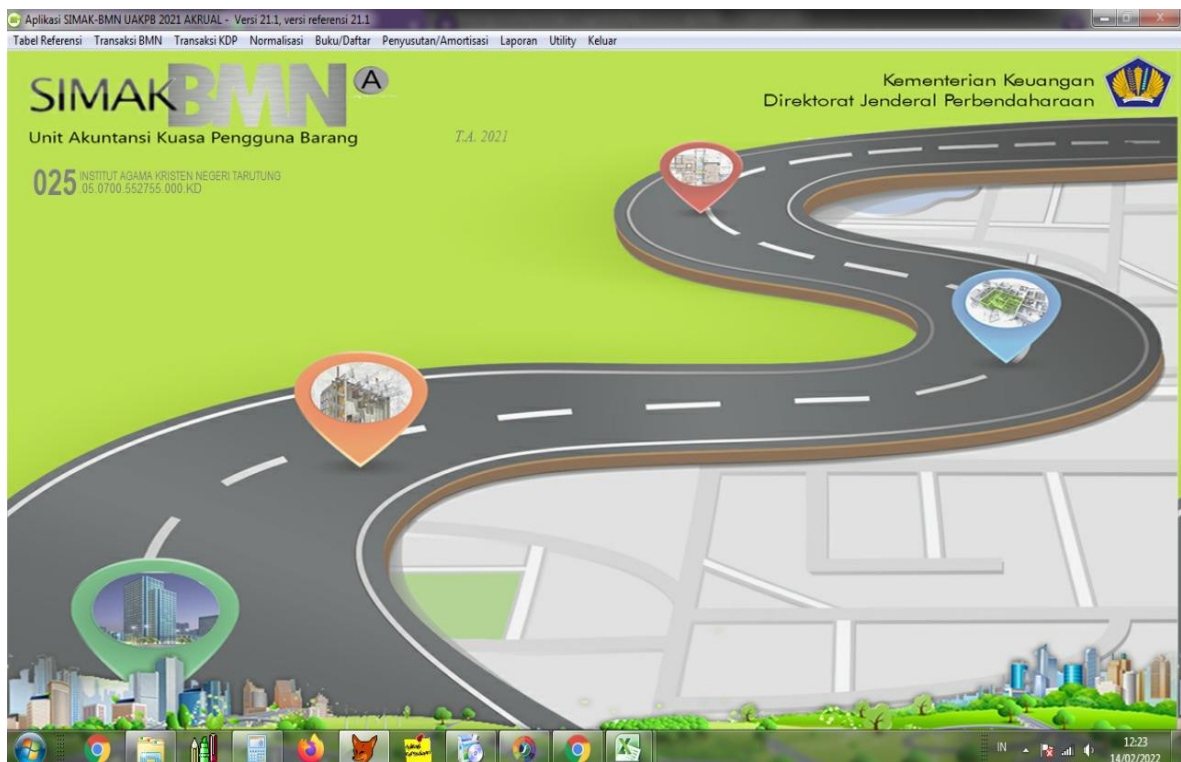 Aplikasi SIMAK-BMN UAKPB 2021 AKRUAL - Versi 21.1, versi referensi 21.1
Tabel Referensi Transaksi BMN Transaksi KDP Normalisasi Buku/Daftar Penyusutan/Amortisasi Laporan Utility Keluar
SIMAK BMN A
Unit Akuntansi Kuasa Pengguna Barang
T.A. 2021
Kementerian Keuangan
Direktorat Jenderal Perbendaharaan
025 INSTITUT AGAMA KRISTEN NEGERI TARUTUNG
.05.0700.552755.000.KD
IN
12:23
14/02/2022